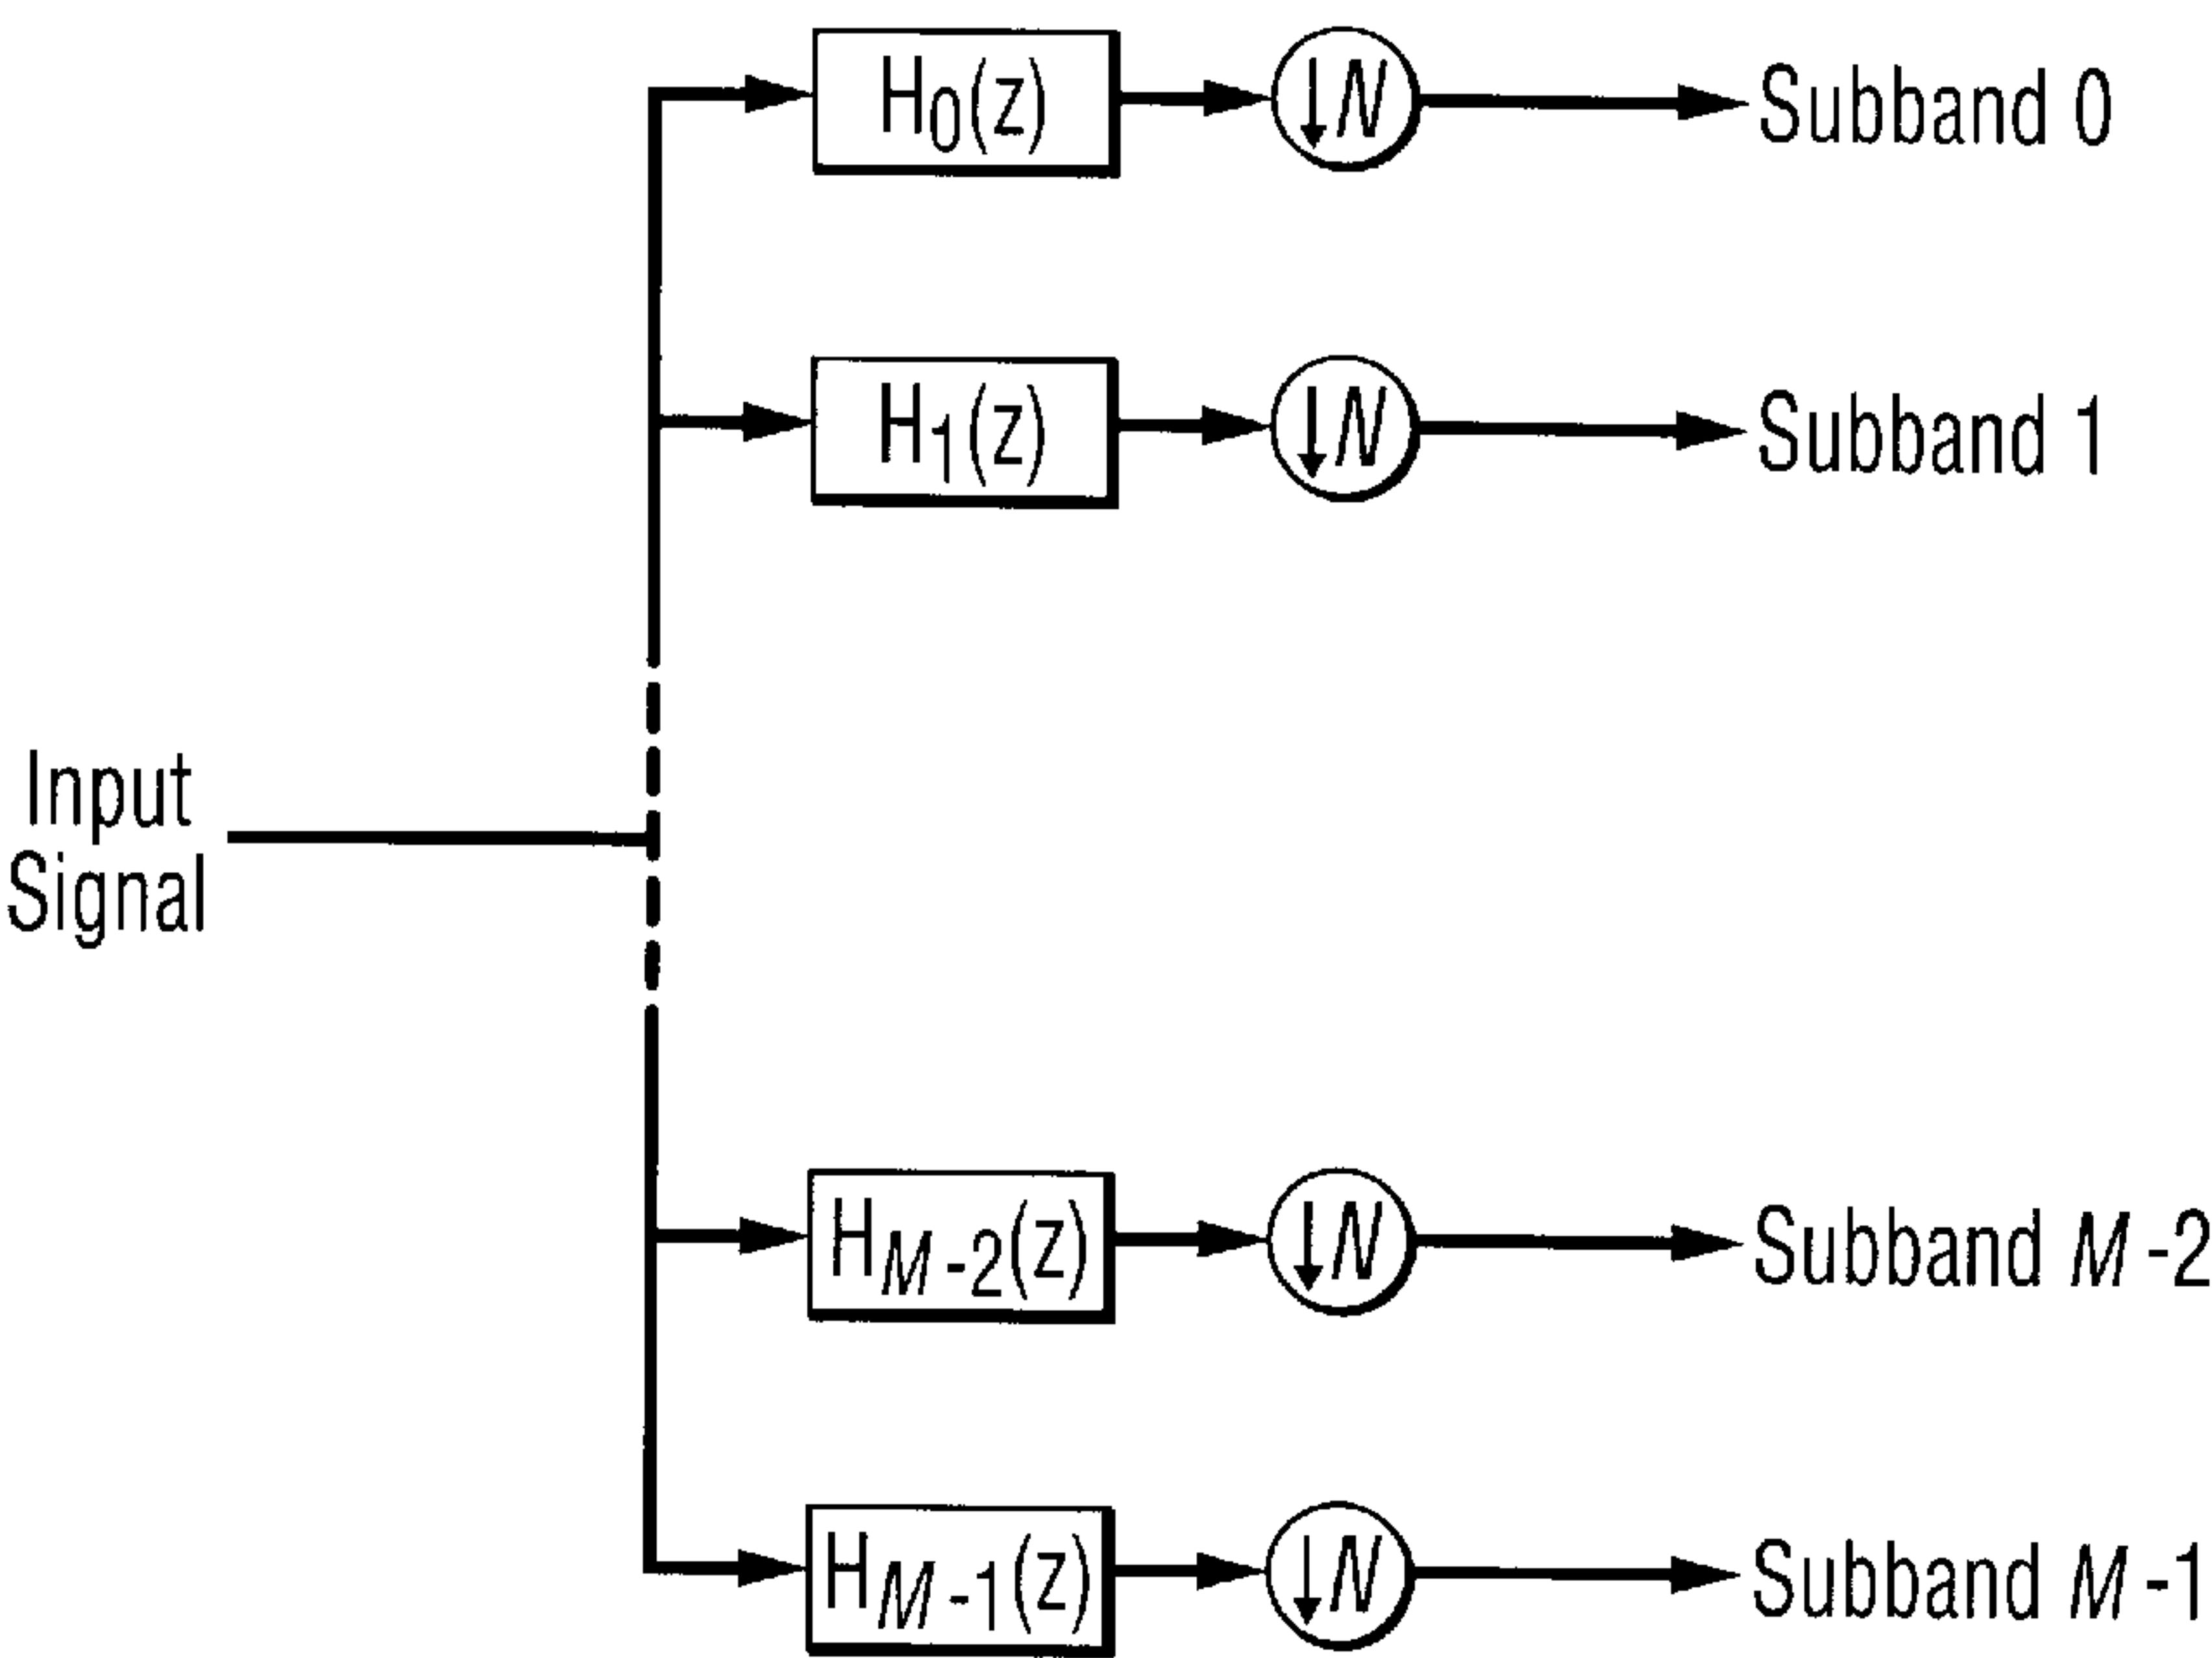 H0(z)
↓N
Subband 0
H1(z)
↓N
Subband 1
Input
Signal
HM-2(z)
↓N
Subband M-2
HM-1(z)
↓N
Subband M-1